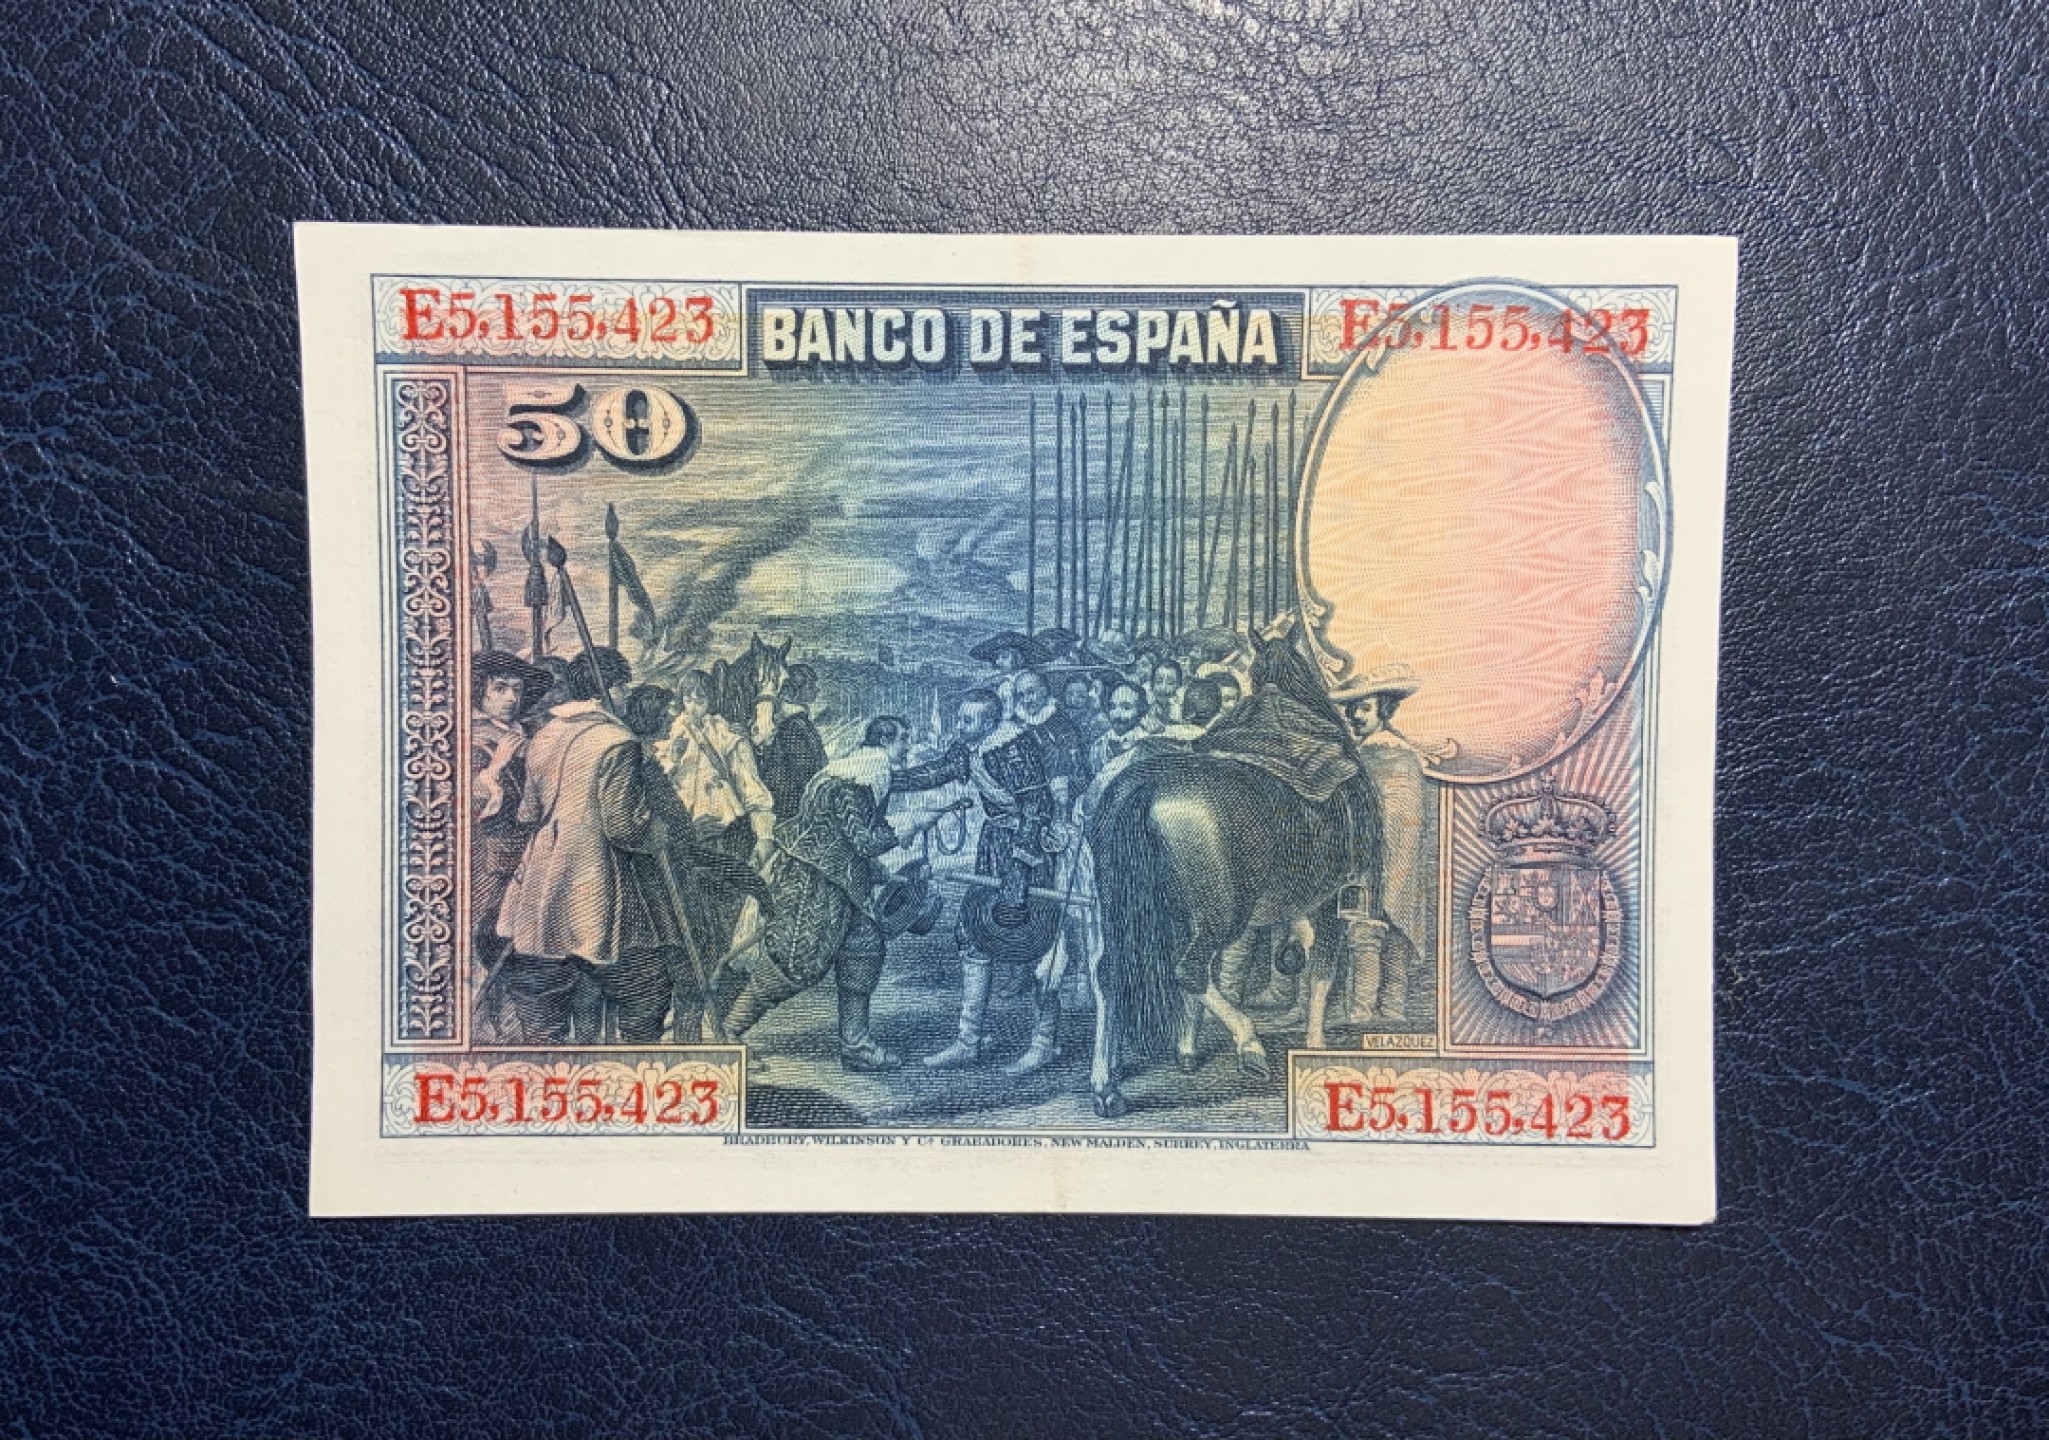 E5,155,423
BANCO DE ESPAÑA
E5,155,423
50
VELAZQUEZ
E5,155,423
E5,155,423
BRADBURY, WILKINSON Y Cª GRABADORES, NEW MALDEN, SURREY, INGLATERRA